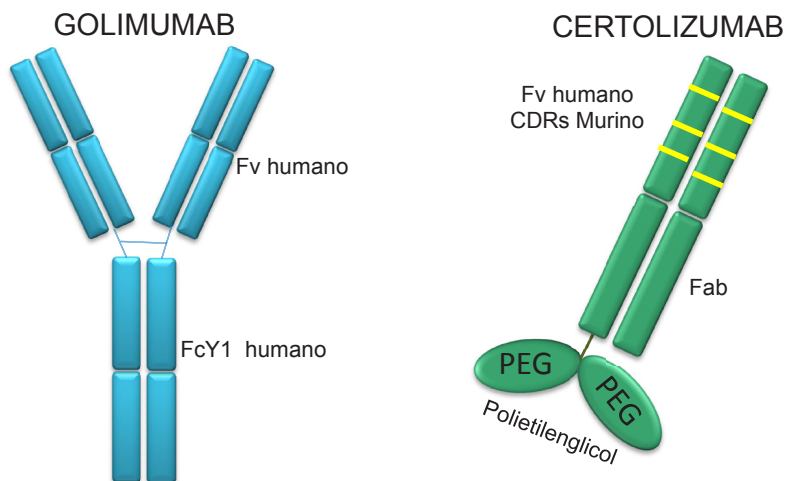 GOLIMUMAB
Fv humano
FcY1 humano
CERTOLIZUMAB
Fv humano
CDRs Murino
Fab
PEG
PEG
Polietilenglicol